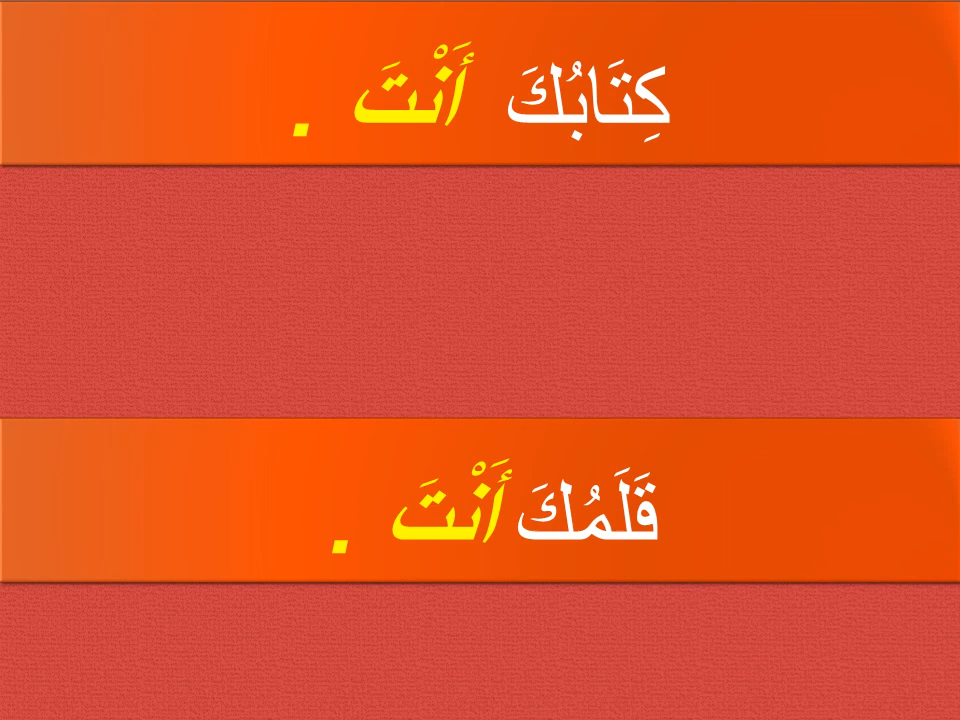 كِتَابُكَ أَنْتَ .
قَلَمُكَ أَنْتَ .